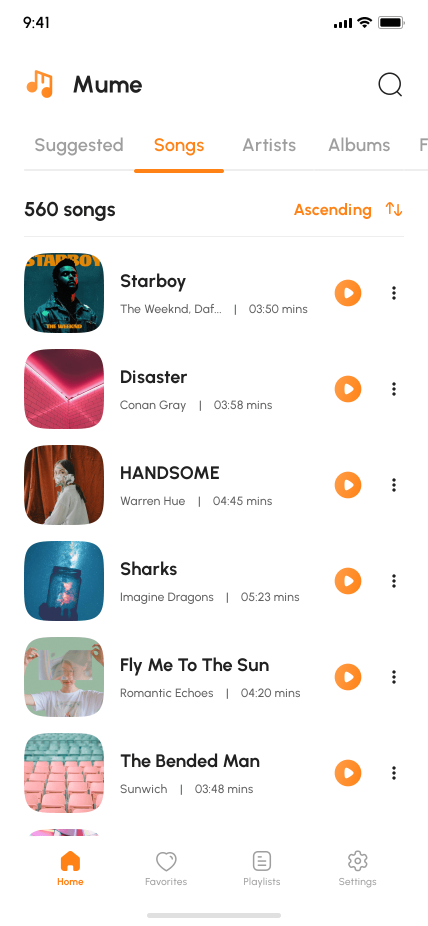 9:41
Mume
Suggested Songs Artists Albums F
560 songs Ascending
STARBOY
THE WEEKND
Starboy
The Weeknd, Daf... | 03:50 mins
Disaster
Conan Gray | 03:58 mins
HANDSOME
Warren Hue | 04:45 mins
Sharks
Imagine Dragons | 05:23 mins
Fly Me To The Sun
Romantic Echoes | 04:20 mins
The Bended Man
Sunwich | 03:48 mins
Home Favorites Playlists Settings